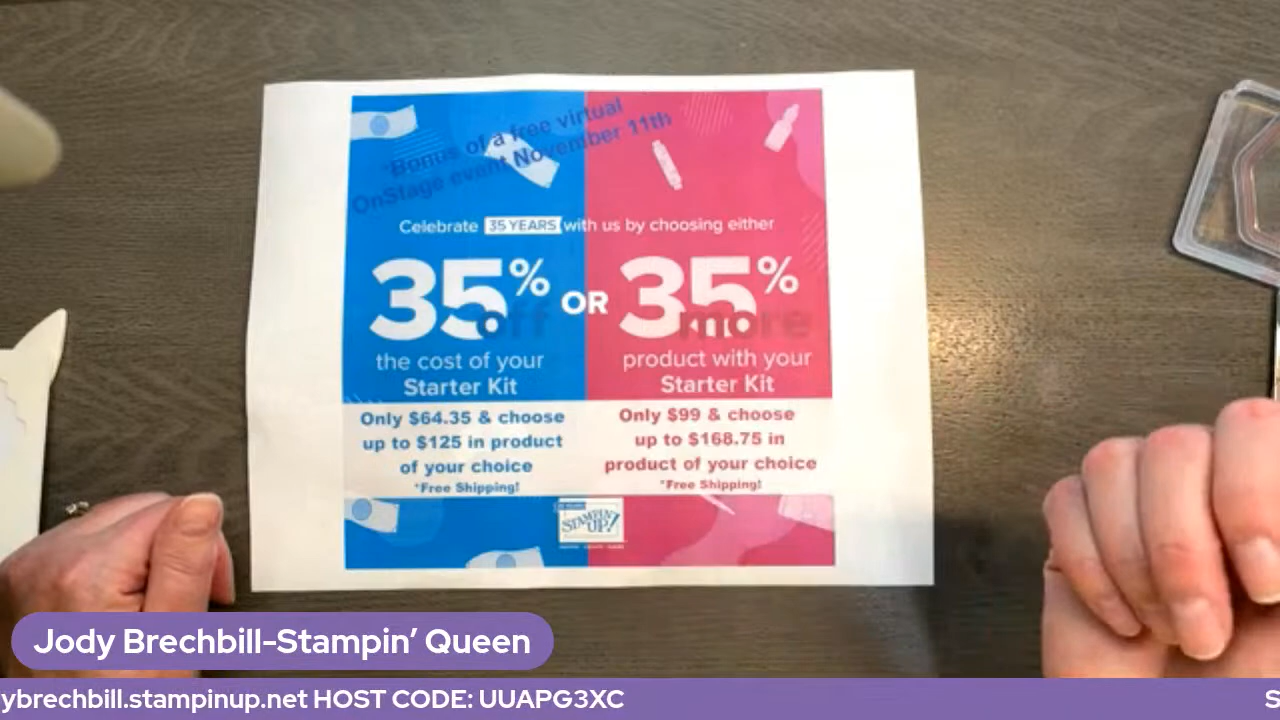 *Bonus of a free virtual
OnStage event November 11th
Celebrate 35 YEARS with us by choosing either
35% off OR 35% more
the cost of your
Starter Kit
product with your
Starter Kit
Only $64.35 & choose
up to $125 in product
of your choice
*Free Shipping!
Only $99 & choose
up to $168.75 in
product of your choice
*Free Shipping!
STAMPIN' UP!
Jody Brechbill-Stampin' Queen
ybrechbill.stampinup.net HOST CODE: UUAPG3XC
S